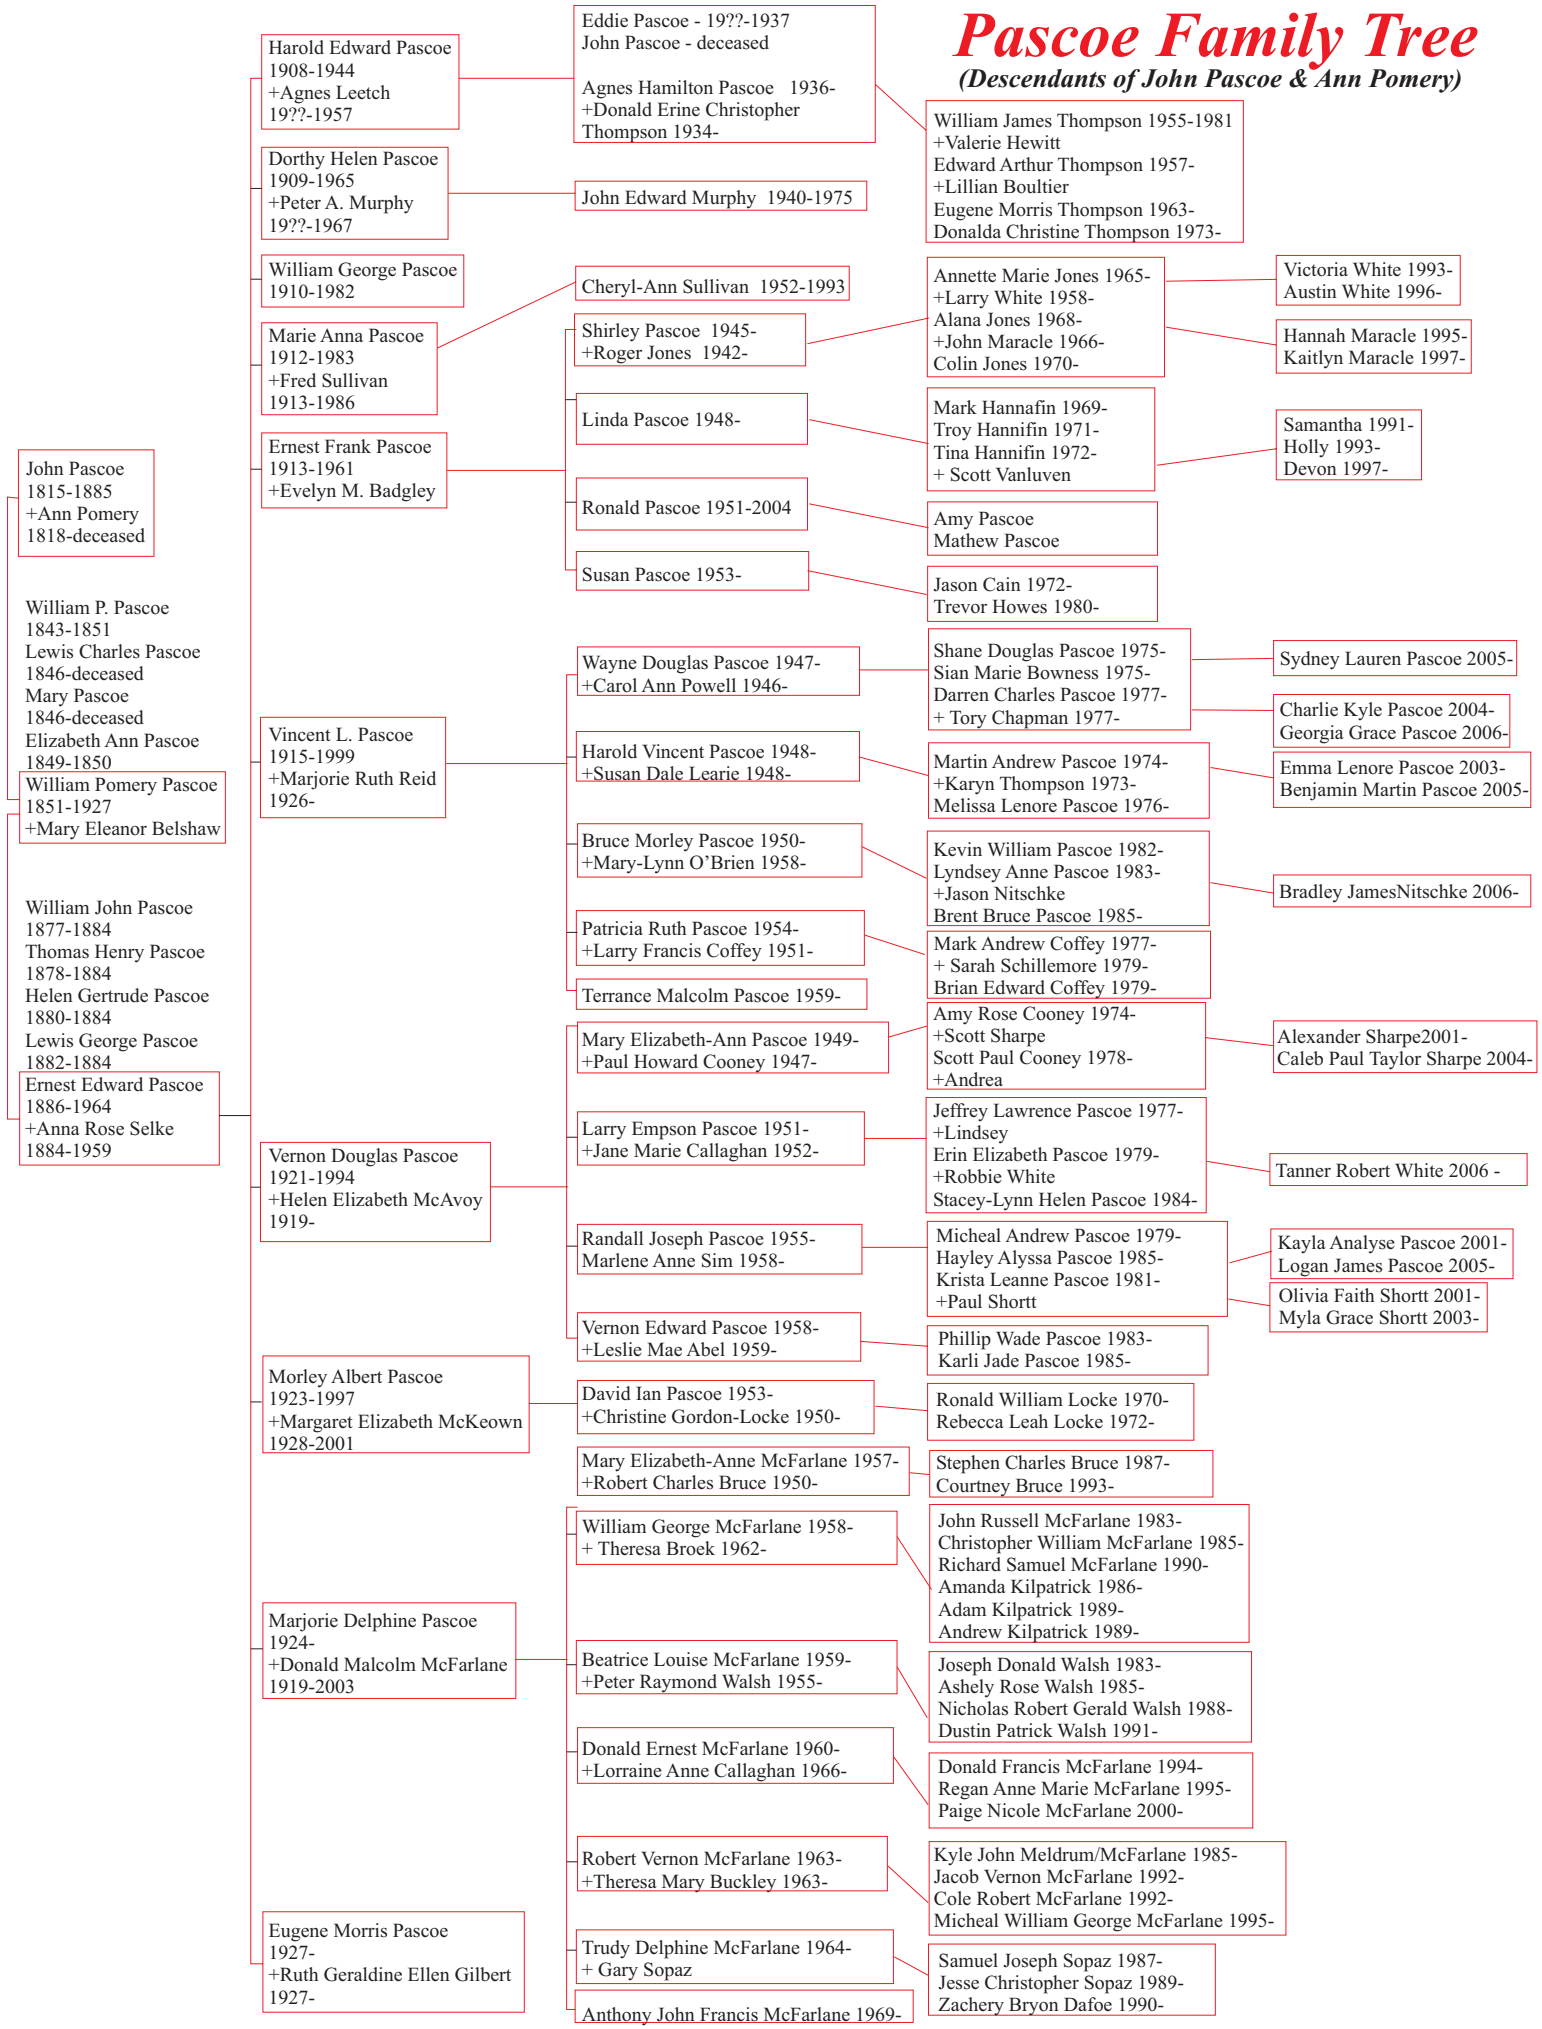 Pascoe Family Tree
(Descendants of John Pascoe & Ann Pomery)
John Pascoe
1815-1885
+Ann Pomery
1818-deceased
William P. Pascoe
1843-1851
Lewis Charles Pascoe
1846-deceased
Mary Pascoe
1846-deceased
Elizabeth Ann Pascoe
1849-1850
William Pomery Pascoe
1851-1927
+Mary Eleanor Belshaw
William John Pascoe
1877-1884
Thomas Henry Pascoe
1878-1884
Helen Gertrude Pascoe
1880-1884
Lewis George Pascoe
1882-1884
Ernest Edward Pascoe
1886-1964
+Anna Rose Selke
1884-1959
Harold Edward Pascoe
1908-1944
+Agnes Leetch
19??-1957
Dorthy Helen Pascoe
1909-1965
+Peter A. Murphy
19??-1967
William George Pascoe
1910-1982
Marie Anna Pascoe
1912-1983
+Fred Sullivan
1913-1986
Ernest Frank Pascoe
1913-1961
+Evelyn M. Badgley
Vincent L. Pascoe
1915-1999
+Marjorie Ruth Reid
1926-
Vernon Douglas Pascoe
1921-1994
+Helen Elizabeth McAvoy
1919-
Morley Albert Pascoe
1923-1997
+Margaret Elizabeth McKeown
1928-2001
Marjorie Delphine Pascoe
1924-
+Donald Malcolm McFarlane
1919-2003
Eugene Morris Pascoe
1927-
+Ruth Geraldine Ellen Gilbert
1927-
Eddie Pascoe - 19??-1937
John Pascoe - deceased
Agnes Hamilton Pascoe 1936-
+Donald Erine Christopher
Thompson 1934-
John Edward Murphy 1940-1975
Cheryl-Ann Sullivan 1952-1993
Shirley Pascoe 1945-
+Roger Jones 1942-
Linda Pascoe 1948-
Ronald Pascoe 1951-2004
Susan Pascoe 1953-
Wayne Douglas Pascoe 1947-
+Carol Ann Powell 1946-
Harold Vincent Pascoe 1948-
+Susan Dale Learie 1948-
Bruce Morley Pascoe 1950-
+Mary-Lynn O'Brien 1958-
Patricia Ruth Pascoe 1954-
+Larry Francis Coffey 1951-
Terrance Malcolm Pascoe 1959-
Mary Elizabeth-Ann Pascoe 1949-
+Paul Howard Cooney 1947-
Larry Empson Pascoe 1951-
+Jane Marie Callaghan 1952-
Randall Joseph Pascoe 1955-
Marlene Anne Sim 1958-
Vernon Edward Pascoe 1958-
+Leslie Mae Abel 1959-
David Ian Pascoe 1953-
+Christine Gordon-Locke 1950-
Mary Elizabeth-Anne McFarlane 1957-
+Robert Charles Bruce 1950-
William George McFarlane 1958-
+ Theresa Broek 1962-
Beatrice Louise McFarlane 1959-
+Peter Raymond Walsh 1955-
Donald Ernest McFarlane 1960-
+Lorraine Anne Callaghan 1966-
Robert Vernon McFarlane 1963-
+Theresa Mary Buckley 1963-
Trudy Delphine McFarlane 1964-
+ Gary Sopaz
Anthony John Francis McFarlane 1969-
William James Thompson 1955-1981
+Valerie Hewitt
Edward Arthur Thompson 1957-
+Lillian Boultier
Eugene Morris Thompson 1963-
Donalda Christine Thompson 1973-
Annette Marie Jones 1965-
+Larry White 1958-
Alana Jones 1968-
+John Maracle 1966-
Colin Jones 1970-
Mark Hannafin 1969-
Troy Hannifin 1971-
Tina Hannifin 1972-
+ Scott Vanluven
Amy Pascoe
Mathew Pascoe
Jason Cain 1972-
Trevor Howes 1980-
Shane Douglas Pascoe 1975-
Sian Marie Bowness 1975-
Darren Charles Pascoe 1977-
+ Tory Chapman 1977-
Martin Andrew Pascoe 1974-
+Karyn Thompson 1973-
Melissa Lenore Pascoe 1976-
Kevin William Pascoe 1982-
Lyndsey Anne Pascoe 1983-
+Jason Nitschke
Brent Bruce Pascoe 1985-
Mark Andrew Coffey 1977-
+ Sarah Schillemore 1979-
Brian Edward Coffey 1979-
Amy Rose Cooney 1974-
+Scott Sharpe
Scott Paul Cooney 1978-
+Andrea
Jeffrey Lawrence Pascoe 1977-
+Lindsey
Erin Elizabeth Pascoe 1979-
+Robbie White
Stacey-Lynn Helen Pascoe 1984-
Micheal Andrew Pascoe 1979-
Hayley Alyssa Pascoe 1985-
Krista Leanne Pascoe 1981-
+Paul Shortt
Phillip Wade Pascoe 1983-
Karli Jade Pascoe 1985-
Ronald William Locke 1970-
Rebecca Leah Locke 1972-
Stephen Charles Bruce 1987-
Courtney Bruce 1993-
John Russell McFarlane 1983-
Christopher William McFarlane 1985-
Richard Samuel McFarlane 1990-
Amanda Kilpatrick 1986-
Adam Kilpatrick 1989-
Andrew Kilpatrick 1989-
Joseph Donald Walsh 1983-
Ashely Rose Walsh 1985-
Nicholas Robert Gerald Walsh 1988-
Dustin Patrick Walsh 1991-
Donald Francis McFarlane 1994-
Regan Anne Marie McFarlane 1995-
Paige Nicole McFarlane 2000-
Kyle John Meldrum/McFarlane 1985-
Jacob Vernon McFarlane 1992-
Cole Robert McFarlane 1992-
Micheal William George McFarlane 1995-
Samuel Joseph Sopaz 1987-
Jesse Christopher Sopaz 1989-
Zachery Bryon Dafoe 1990-
Victoria White 1993-
Austin White 1996-
Hannah Maracle 1995-
Kaitlyn Maracle 1997-
Samantha 1991-
Holly 1993-
Devon 1997-
Sydney Lauren Pascoe 2005-
Charlie Kyle Pascoe 2004-
Georgia Grace Pascoe 2006-
Emma Lenore Pascoe 2003-
Benjamin Martin Pascoe 2005-
Bradley JamesNitschke 2006-
Alexander Sharpe2001-
Caleb Paul Taylor Sharpe 2004-
Tanner Robert White 2006 -
Kayla Analyse Pascoe 2001-
Logan James Pascoe 2005-
Olivia Faith Shortt 2001-
Myla Grace Shortt 2003-